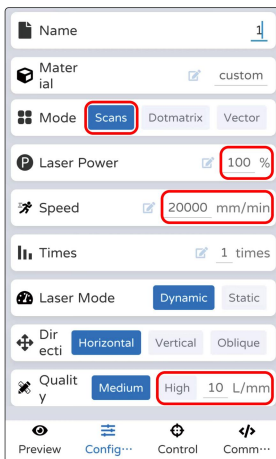 Name 1
Mater
ial custom
Mode Scans Dotmatrix Vector
P Laser Power 100 %
Speed 20000 mm/min
Times 1 times
Laser Mode Dynamic Static
Dir
ecti Horizontal Vertical Oblique
Qualit
y Medium High 10 L/mm
Preview Config··· Control Comm···